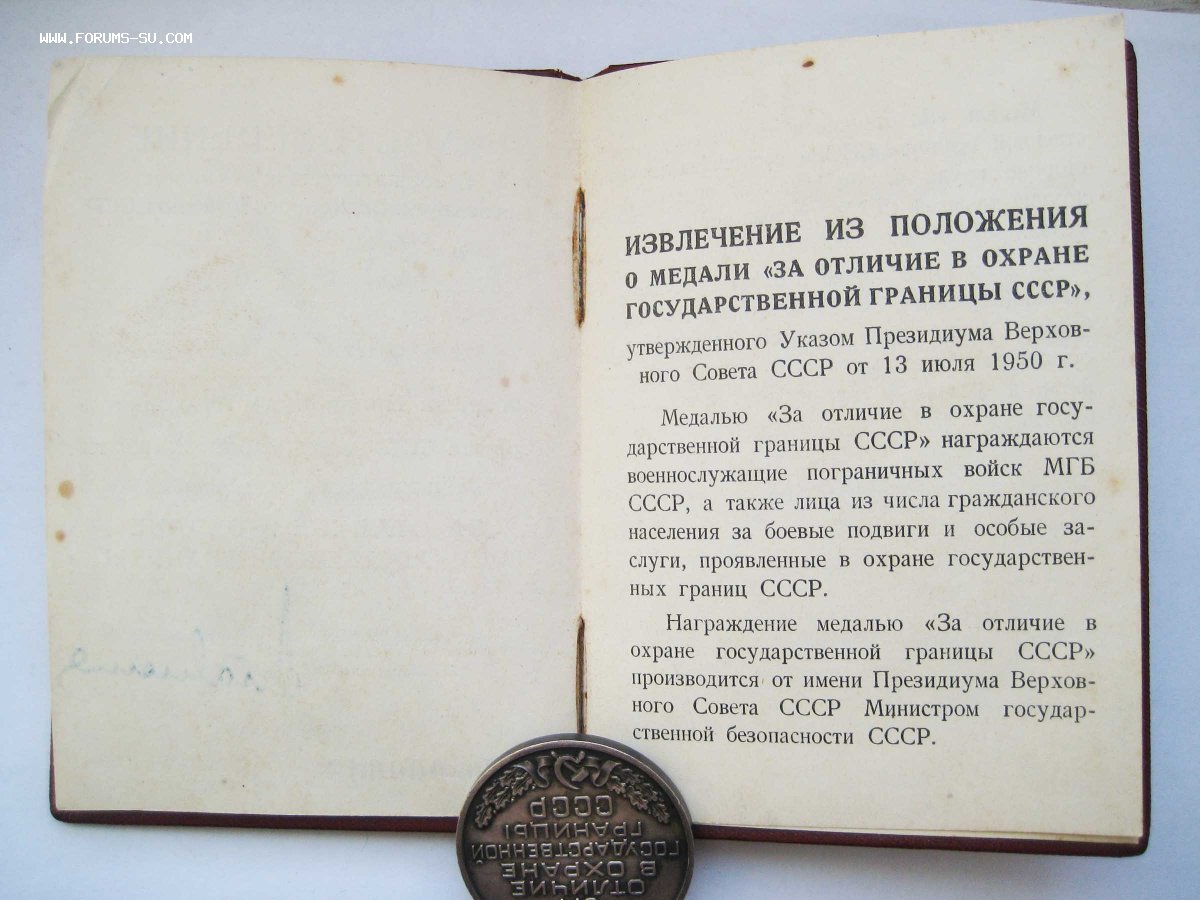 WWW.FORUMS-SU.COM
ИЗВЛЕЧЕНИЕ ИЗ ПОЛОЖЕНИЯ
О МЕДАЛИ «ЗА ОТЛИЧИЕ В ОХРАНЕ
ГОСУДАРСТВЕННОЙ ГРАНИЦЫ СССР»,
утвержденного Указом Президиума Верхов-
ного Совета СССР от 13 июля 1950 г.
Медалью «За отличие в охране госу-
дарственной границы СССР» награждаются
военнослужащие пограничных войск МГБ
СССР, а также лица из числа гражданского
населения за боевые подвиги и особые за-
слуги, проявленные в охране государствен-
ных границ СССР.
Награждение медалью «За отличие в
охране государственной границы СССР»
производится от имени Президиума Верхов-
ного Совета СССР Министром государ-
ственной безопасности СССР.
ОТЛИЧИЕ
В ОХРАНЕ
ГОСУДАРСТВЕННОЙ
ГРАНИЦЫ
СССР